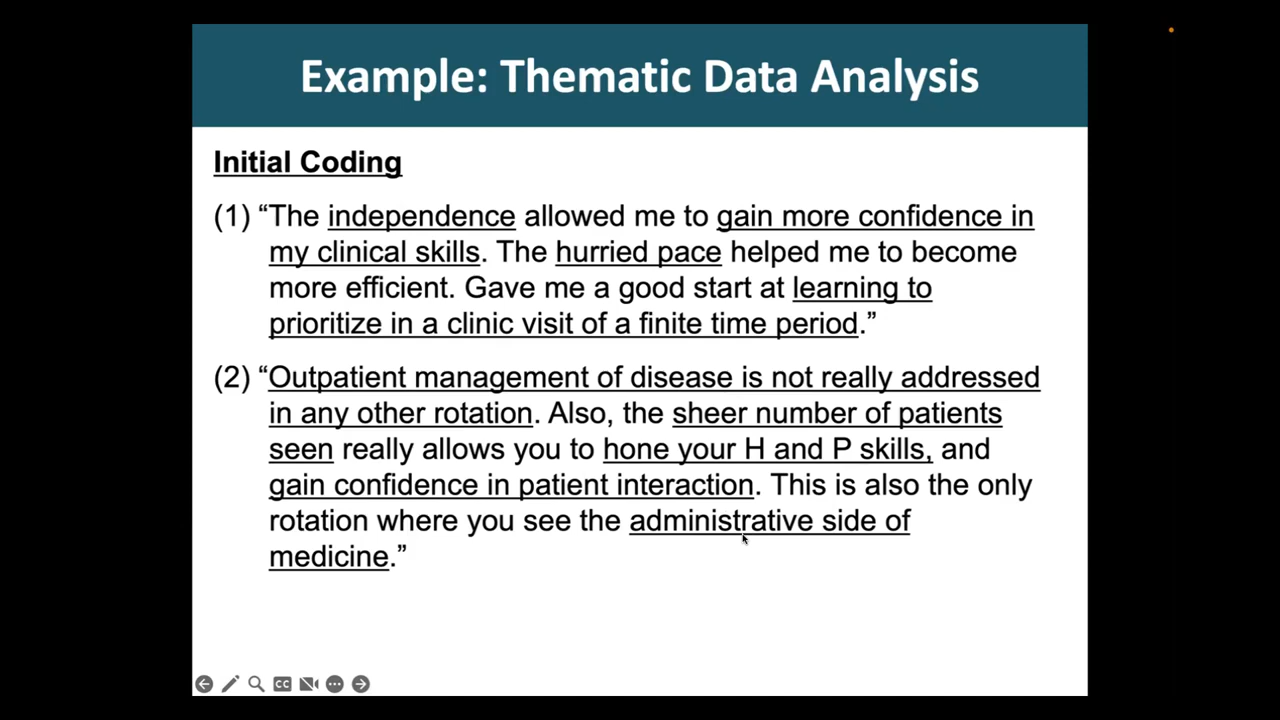 Example: Thematic Data Analysis
Initial Coding
(1) “The independence allowed me to gain more confidence in
my clinical skills. The hurried pace helped me to become
more efficient. Gave me a good start at learning to
prioritize in a clinic visit of a finite time period.”
(2) “Outpatient management of disease is not really addressed
in any other rotation. Also, the sheer number of patients
seen really allows you to hone your H and P skills, and
gain confidence in patient interaction. This is also the only
rotation where you see the administrative side of
medicine.”
CC